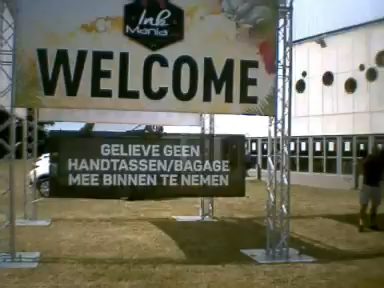 Ink
Mania
WELCOME
GELIEVE GEEN
HANDTASSEN/BAGAGE
MEE BINNEN TE NEMEN